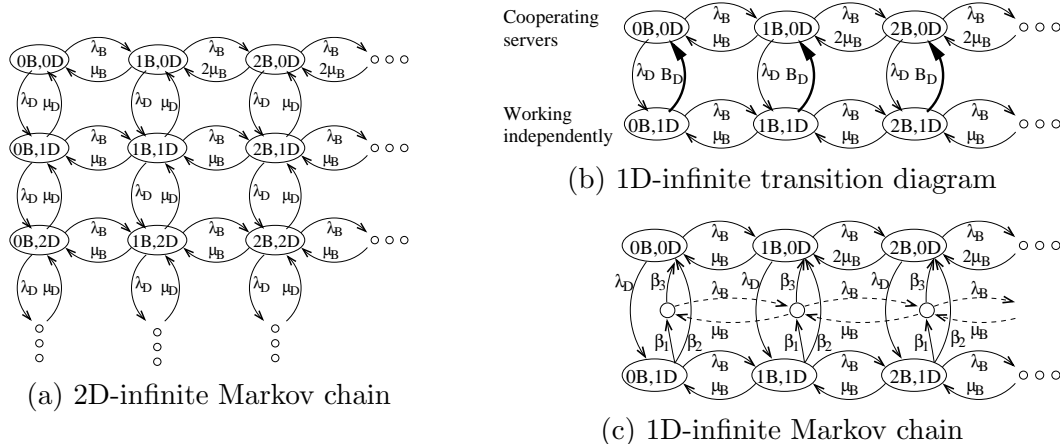 0B,0D λB μB 1B,0D λB 2μB 2B,0D λB 2μB
λD μD λD μD λD μD
0B,1D λB μB 1B,1D λB μB 2B,1D λB μB
λD μD λD μD λD μD
0B,2D λB μB 1B,2D λB μB 2B,2D λB μB
λD μD λD μD λD μD
(a) 2D-infinite Markov chain
Cooperating
servers
0B,0D λB μB 1B,0D λB 2μB 2B,0D λB 2μB
λD BD λD BD λD BD
Working
independently
0B,1D λB μB 1B,1D λB μB 2B,1D λB μB
(b) 1D-infinite transition diagram
0B,0D λB μB 1B,0D λB 2μB 2B,0D λB 2μB
λD β3 λB λD β3 λB λD β3 λB
β1 β2 μB β1 β2 μB β1 β2 μB
0B,1D λB μB 1B,1D λB μB 2B,1D λB μB
(c) 1D-infinite Markov chain